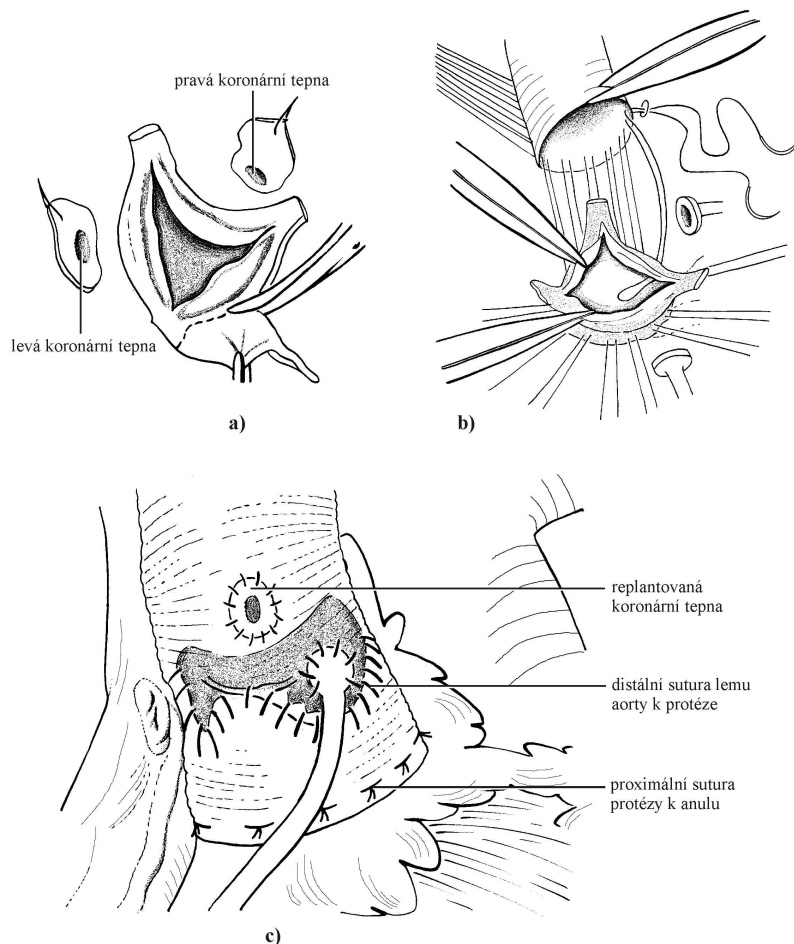 pravá koronární tepna
levá koronární tepna
a)
b)
replantovaná
koronární tepna
distální sutura lemu
aorty k protéze
proximální sutura
protézy k anulu
c)